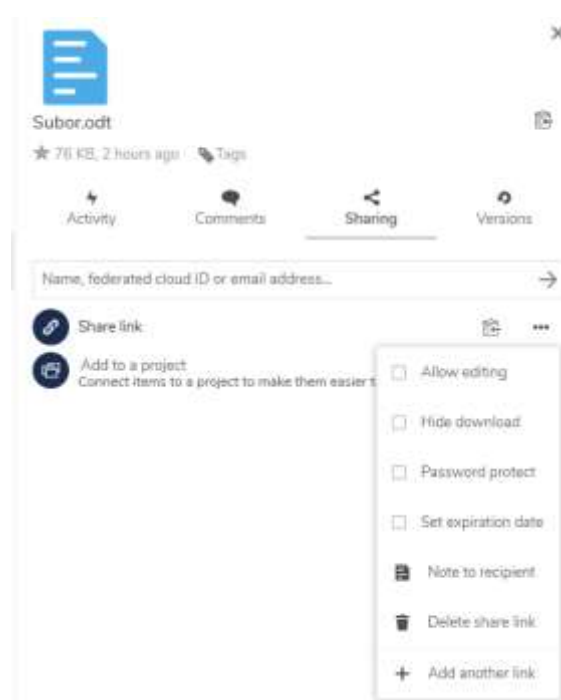 Subor.odt
76 KB, 2 hours ago Tags
Activity Comments Sharing Versions
Name, federated cloud ID or email address...
Share link
Add to a project
Connect items to a project to make them easier t
Allow editing
Hide download
Password protect
Set expiration date
Note to recipient
Delete share link
Add another link